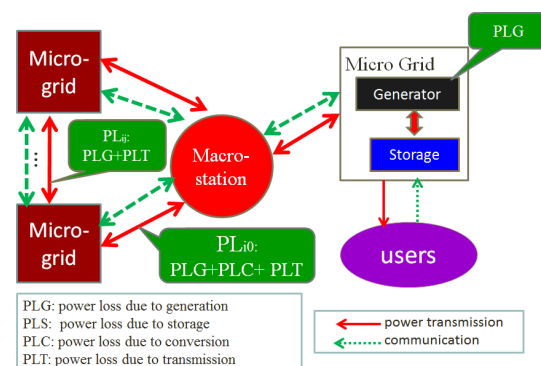 Micro-
grid
PLij:
PLG+PLT
...
Micro-
grid
Macro-
station
PLi0:
PLG+PLC+ PLT
PLG
Micro Grid
Generator
Storage
users
PLG: power loss due to generation
PLS: power loss due to storage
PLC: power loss due to conversion
PLT: power loss due to transmission
power transmission
communication